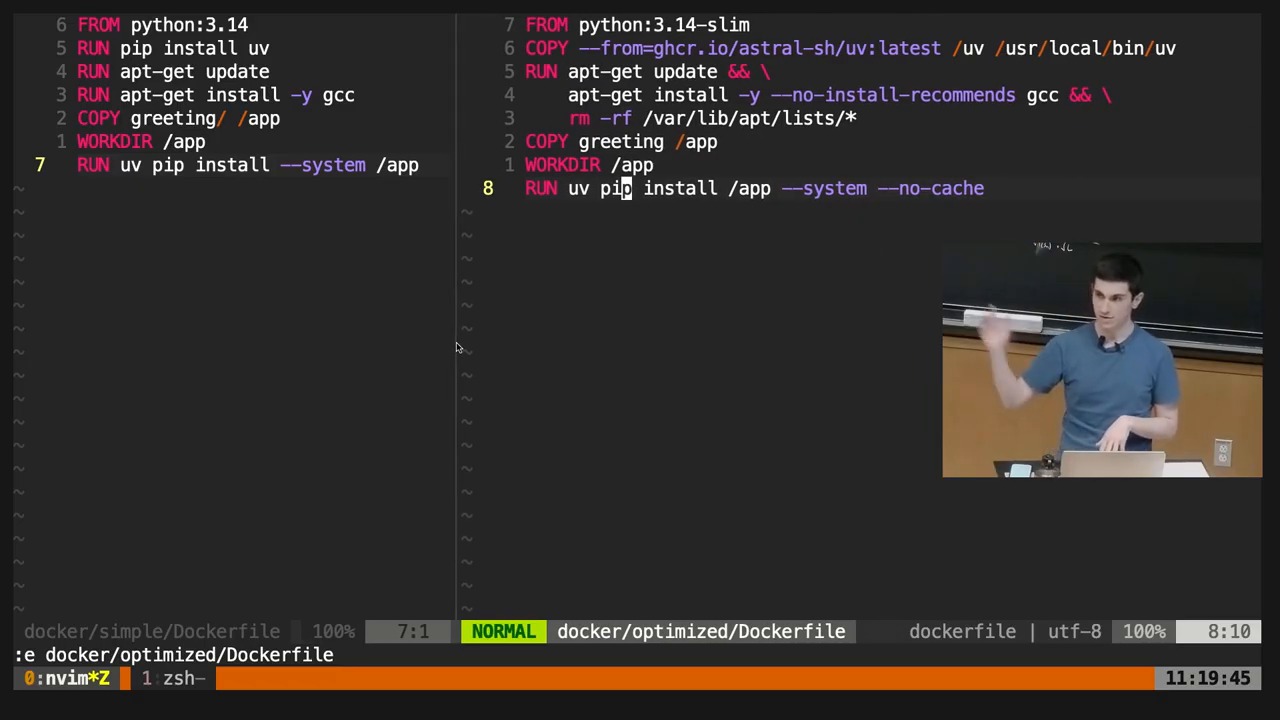 6 FROM python:3.14
5 RUN pip install uv
4 RUN apt-get update
3 RUN apt-get install -y gcc
2 COPY greeting/ /app
1 WORKDIR /app
7 RUN uv pip install --system /app
~
7 FROM python:3.14-slim
6 COPY --from=ghcr.io/astral-sh/uv:latest /uv /usr/local/bin/uv
5 RUN apt-get update && \
4 apt-get install -y --no-install-recommends gcc && \
3 rm -rf /var/lib/apt/lists/*
2 COPY greeting /app
1 WORKDIR /app
8 RUN uv pip install /app --system --no-cache
~
docker/simple/Dockerfile 100% 7:1
NORMAL docker/optimized/Dockerfile dockerfile | utf-8 100% 8:10
:e docker/optimized/Dockerfile
0:nvim*Z 1:zsh- 11:19:45